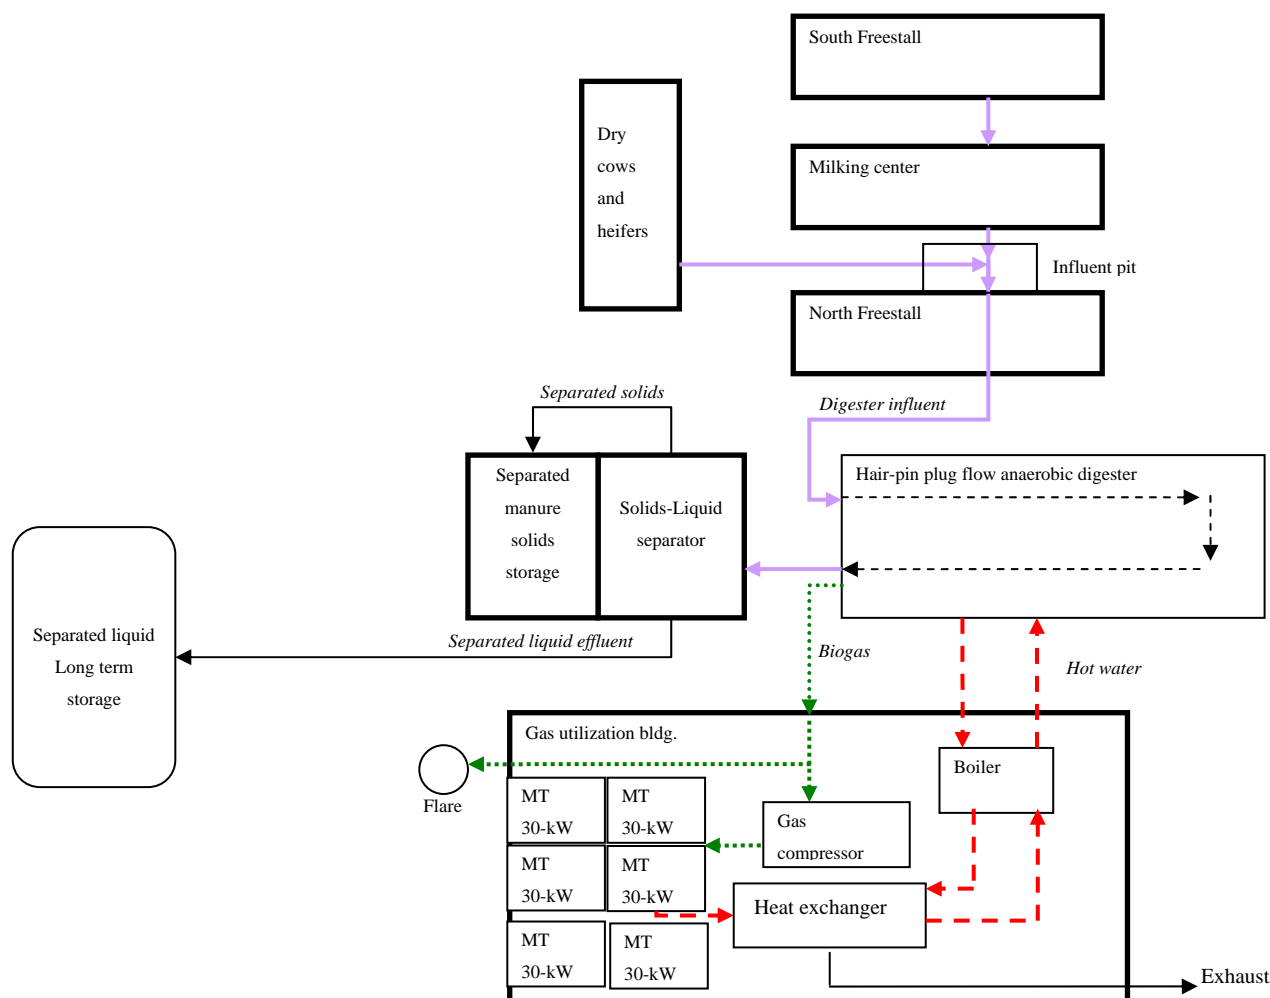 South Freestall
Dry
cows
and
heifers
Milking center
Influent pit
North Freestall
Separated solids
Digester influent
Separated
manure
solids
storage
Solids-Liquid
separator
Hair-pin plug flow anaerobic digester
Separated liquid
Long term
storage
Separated liquid effluent
Biogas
Hot water
Gas utilization bldg.
Flare
Boiler
MT
30-kW
MT
30-kW
Gas
compressor
MT
30-kW
MT
30-kW
Heat exchanger
MT
30-kW
MT
30-kW
Exhaust